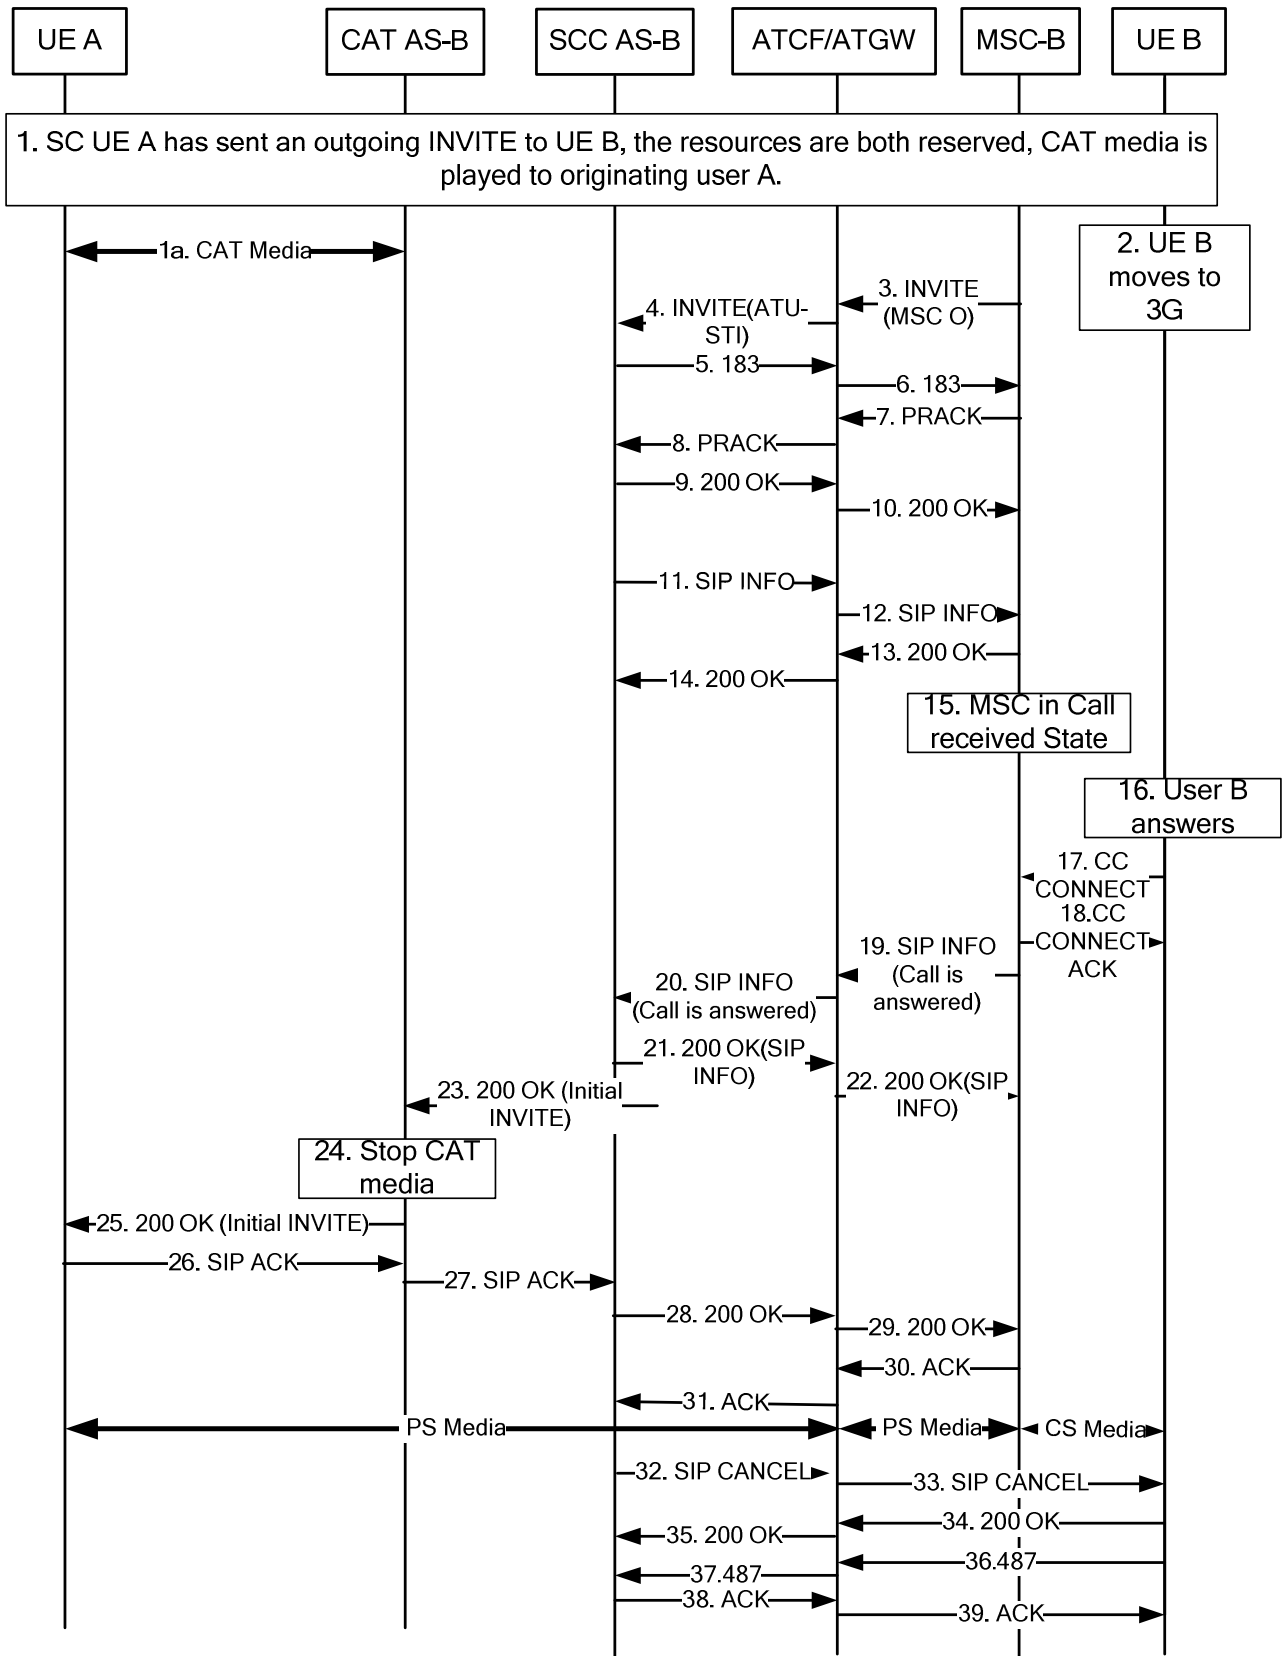 UE A
CAT AS-B
SCC AS-B
ATCF/ATGW
MSC-B
UE B
1. SC UE A has sent an outgoing INVITE to UE B, the resources are both reserved, CAT media is
played to originating user A.
1a. CAT Media
2. UE B
moves to
3G
3. INVITE
(MSC O)
4. INVITE(ATU-
STI)
5. 183
6. 183
7. PRACK
8. PRACK
9. 200 OK
10. 200 OK
11. SIP INFO
12. SIP INFO
13. 200 OK
14. 200 OK
15. MSC in Call
received State
16. User B
answers
17. CC
CONNECT
18.CC
CONNECT
ACK
19. SIP INFO
(Call is
answered)
20. SIP INFO
(Call is answered)
21. 200 OK(SIP
INFO)
22. 200 OK(SIP
INFO)
23. 200 OK (Initial
INVITE)
24. Stop CAT
media
25. 200 OK (Initial INVITE)
26. SIP ACK
27. SIP ACK
28. 200 OK
29. 200 OK
30. ACK
31. ACK
PS Media
PS Media
CS Media
32. SIP CANCEL
33. SIP CANCEL
34. 200 OK
35. 200 OK
36.487
37.487
38. ACK
39. ACK